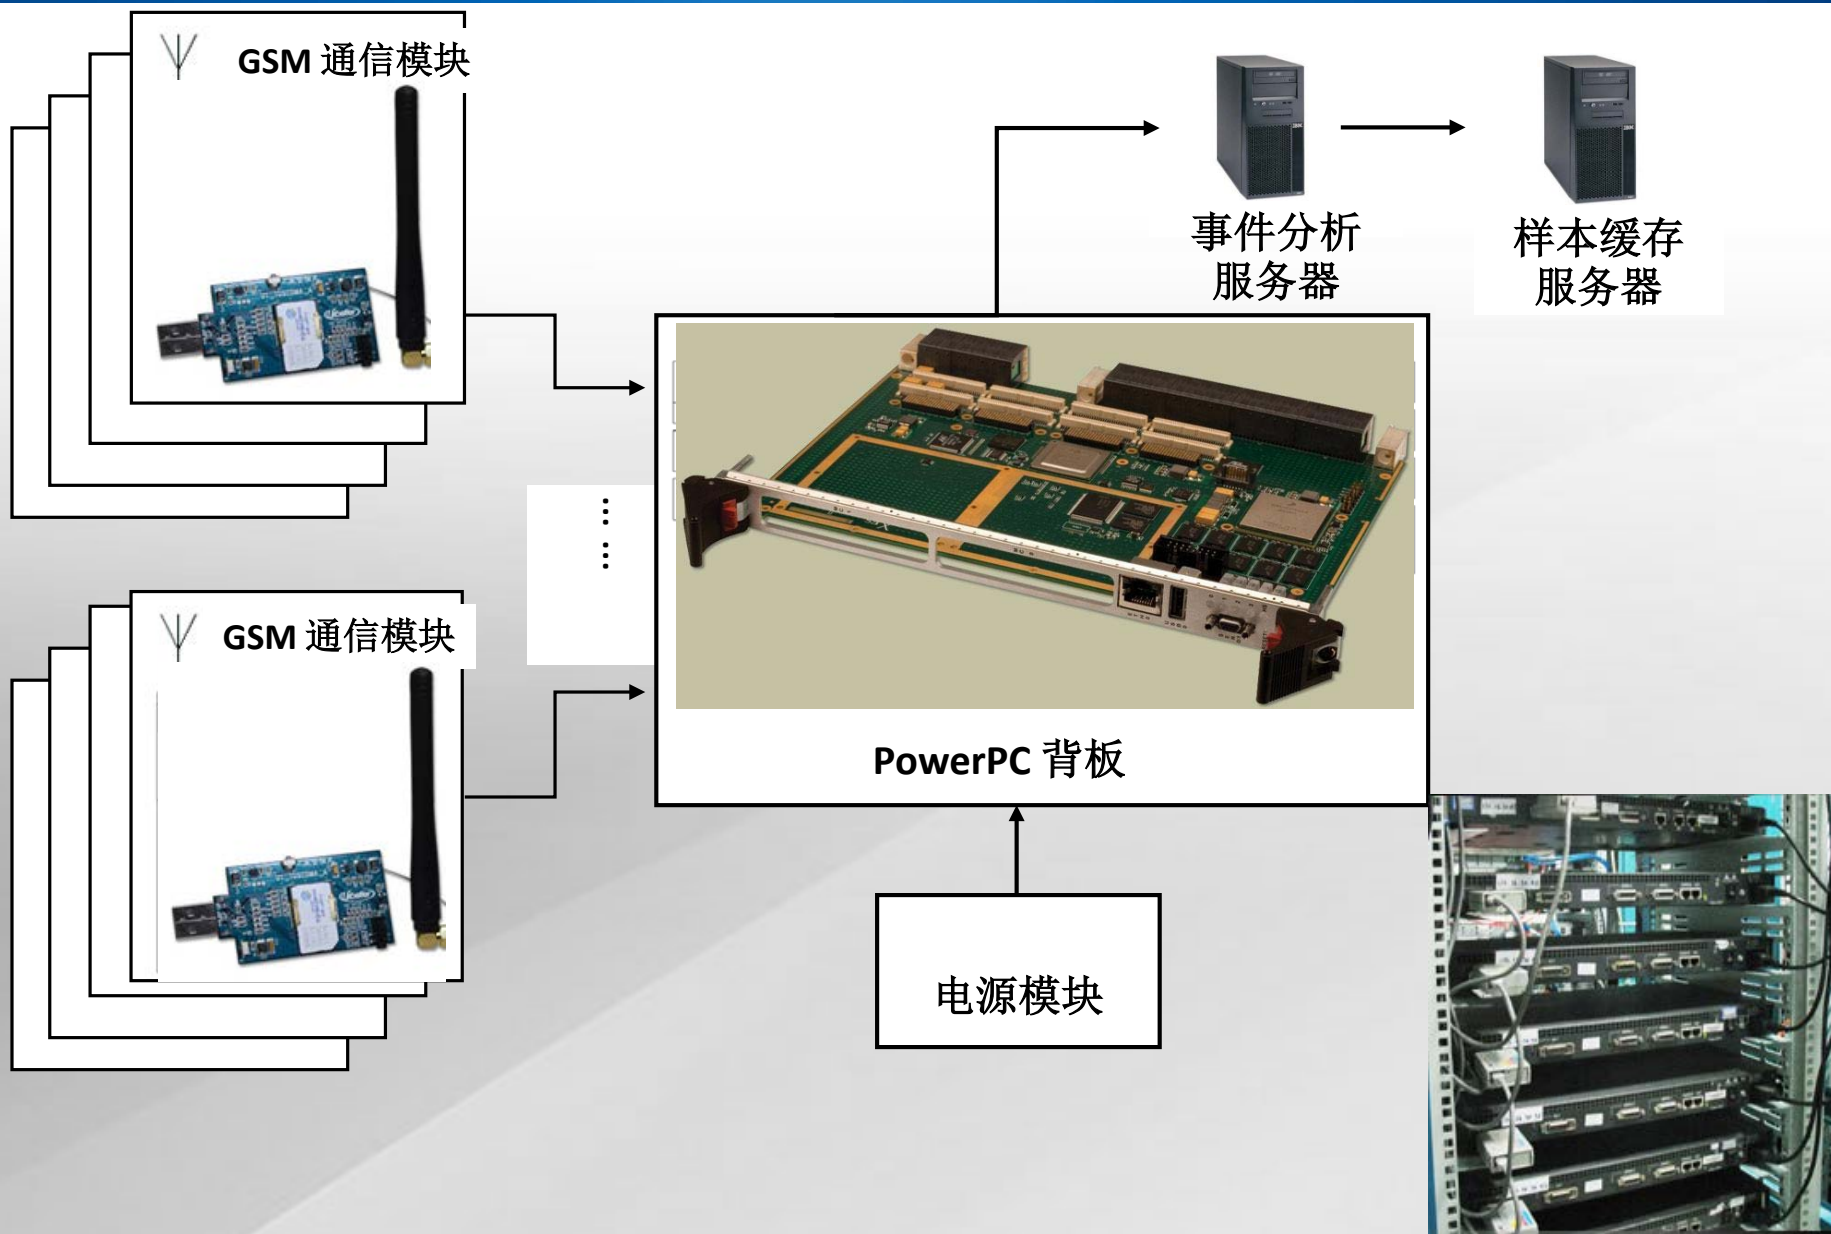 GSM 通信模块
事件分析
服务器
样本缓存
服务器
……
GSM 通信模块
PowerPC 背板
电源模块